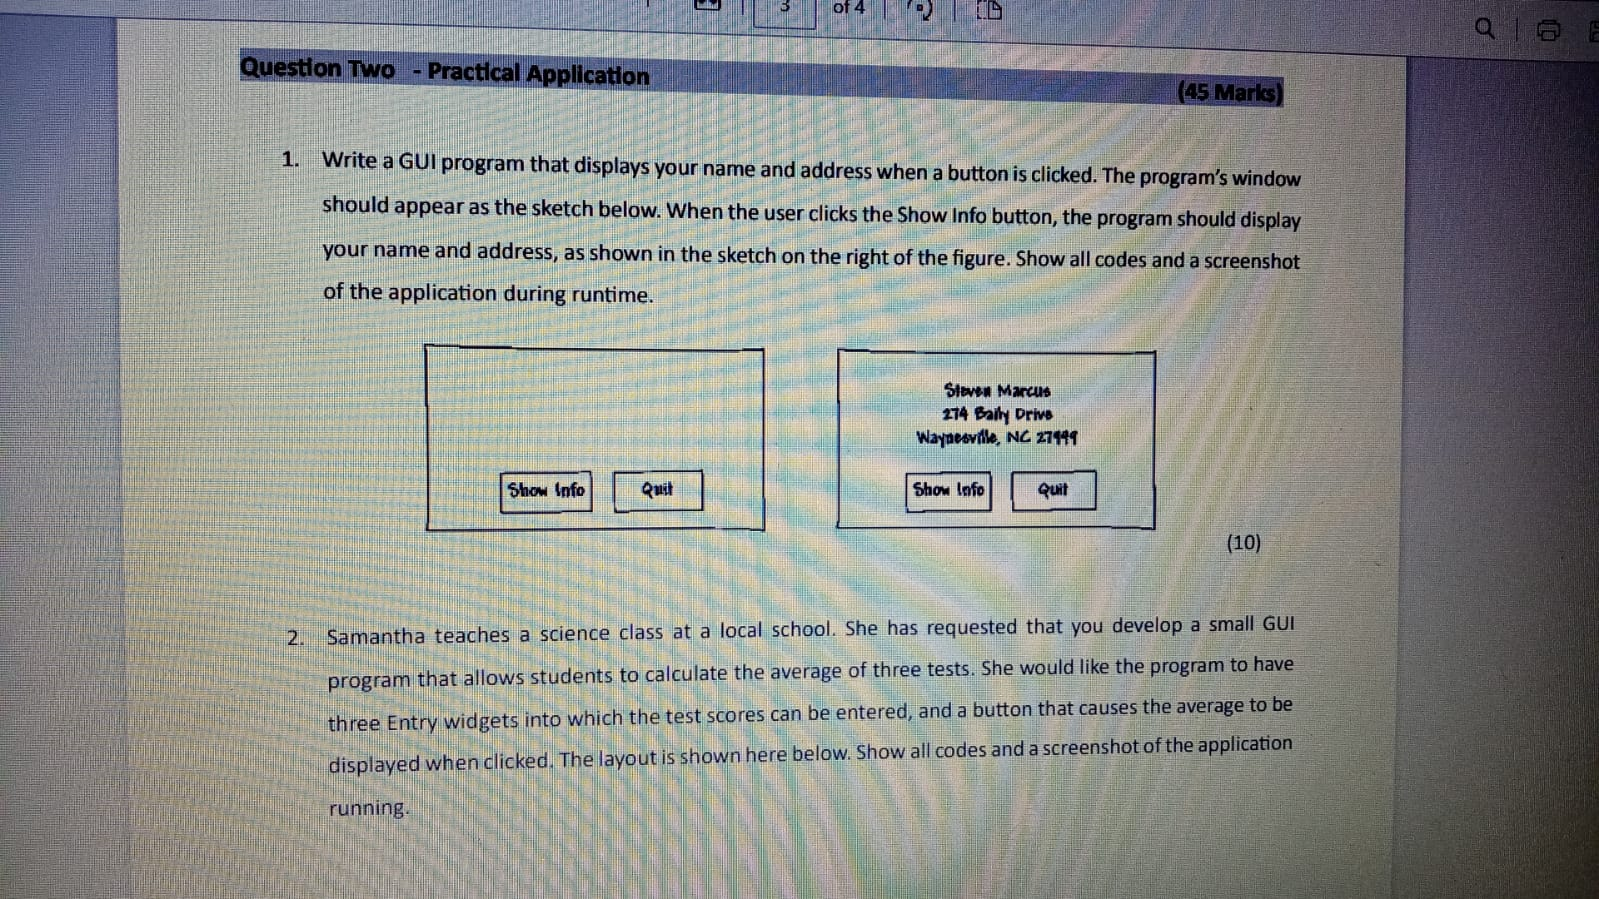 3 of 4
Question Two - Practical Application
(45 Marks)
1. Write a GUI program that displays your name and address when a button is clicked. The program's window
should appear as the sketch below. When the user clicks the Show Info button, the program should display
your name and address, as shown in the sketch on the right of the figure. Show all codes and a screenshot
of the application during runtime.
Steven Marcus
274 Baily Drive
Waynesville, NC 27999
Show Info Quit
Show Info Quit
(10)
2. Samantha teaches a science class at a local school. She has requested that you develop a small GUI
program that allows students to calculate the average of three tests. She would like the program to have
three Entry widgets into which the test scores can be entered, and a button that causes the average to be
displayed when clicked. The layout is shown here below. Show all codes and a screenshot of the application
running.